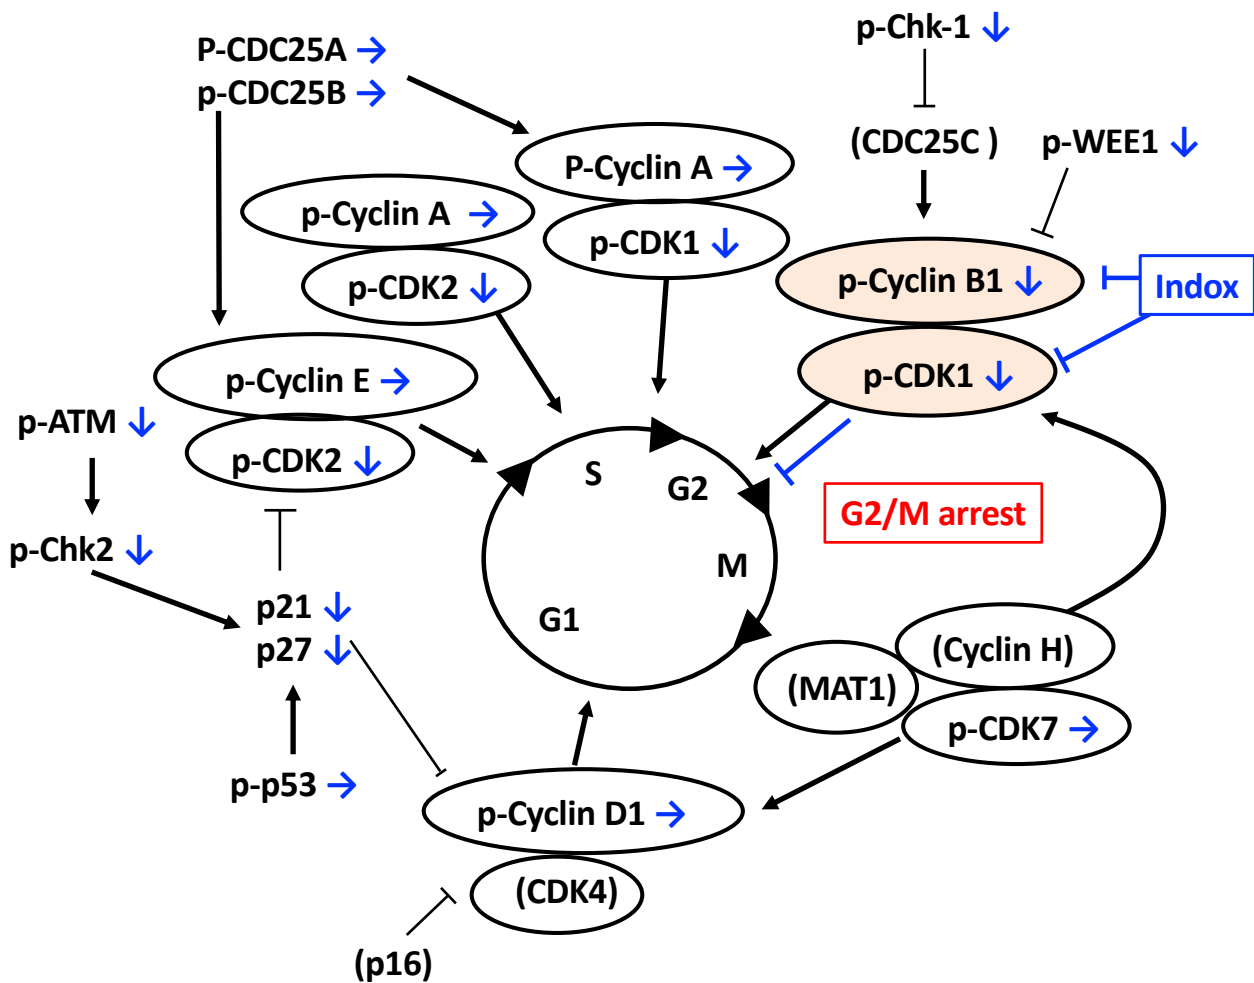 p-Chk-1 ↓
P-CDC25A →
p-CDC25B →
(CDC25C )
p-WEE1 ↓
P-Cyclin A →
p-Cyclin A →
p-CDK1 ↓
p-CDK2 ↓
p-Cyclin B1 ↓
Indox
p-Cyclin E →
p-CDK1 ↓
p-ATM ↓
p-CDK2 ↓
S
G2
G2/M arrest
p-Chk2 ↓
M
p21 ↓
G1
p27 ↓
(Cyclin H)
(MAT1)
p-CDK7 →
p-p53 →
p-Cyclin D1 →
(CDK4)
(p16)